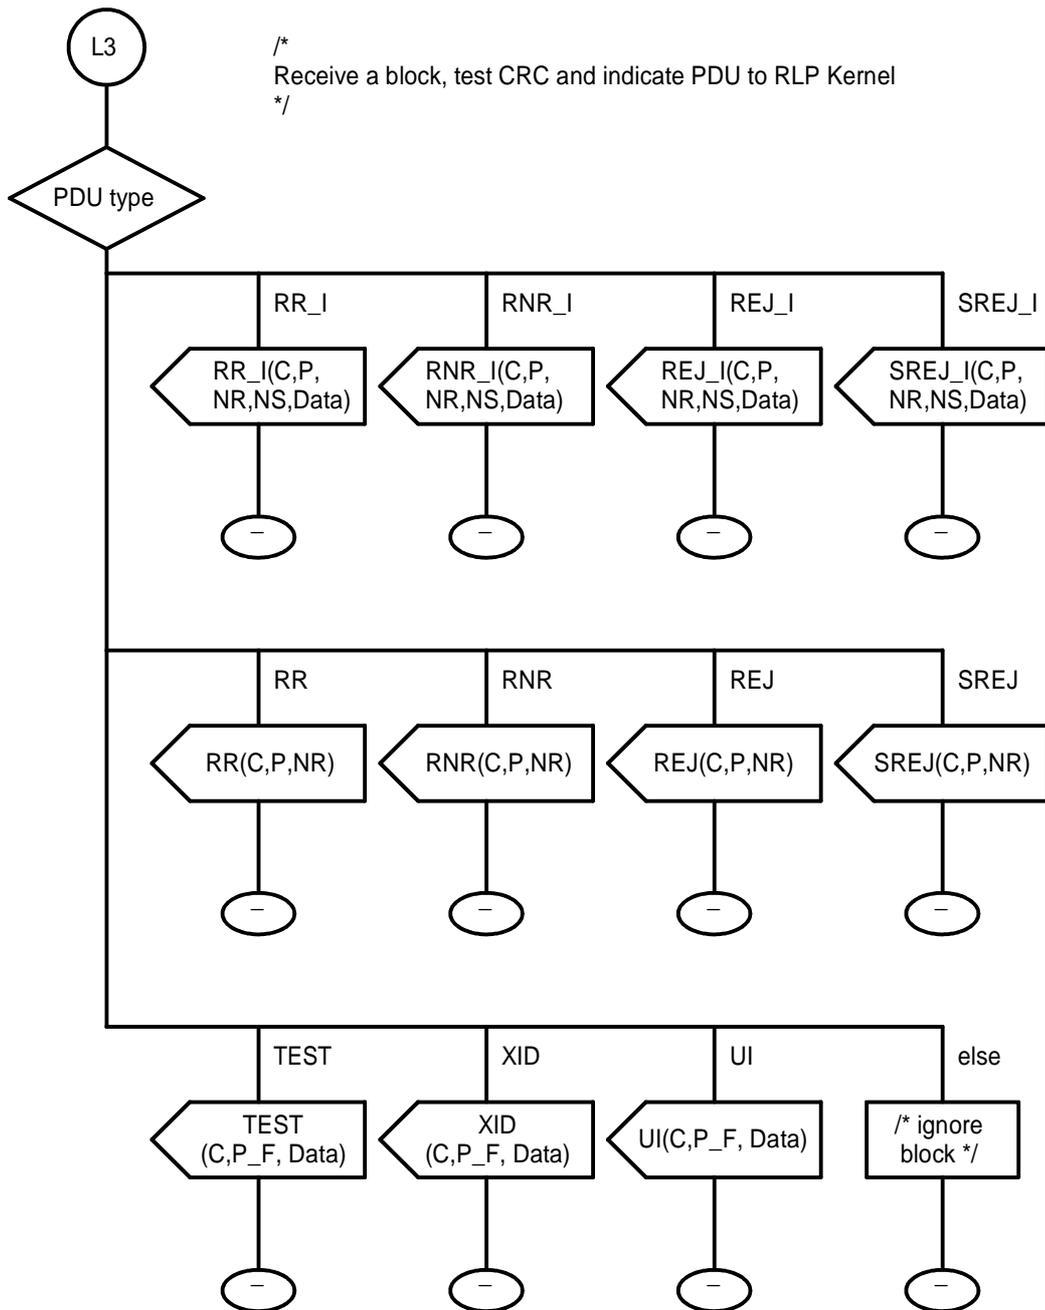 L3
/*
Receive a block, test CRC and indicate PDU to RLP Kernel
*/
PDU type
RR_I
RNR_I
REJ_I
SREJ_I
RR_I(C,P,
NR,NS,Data)
RNR_I(C,P,
NR,NS,Data)
REJ_I(C,P,
NR,NS,Data)
SREJ_I(C,P,
NR,NS,Data)
–
–
–
–
RR
RNR
REJ
SREJ
RR(C,P,NR)
RNR(C,P,NR)
REJ(C,P,NR)
SREJ(C,P,NR)
–
–
–
–
TEST
XID
UI
else
TEST
(C,P_F, Data)
XID
(C,P_F, Data)
UI(C,P_F, Data)
/* ignore
block */
–
–
–
–